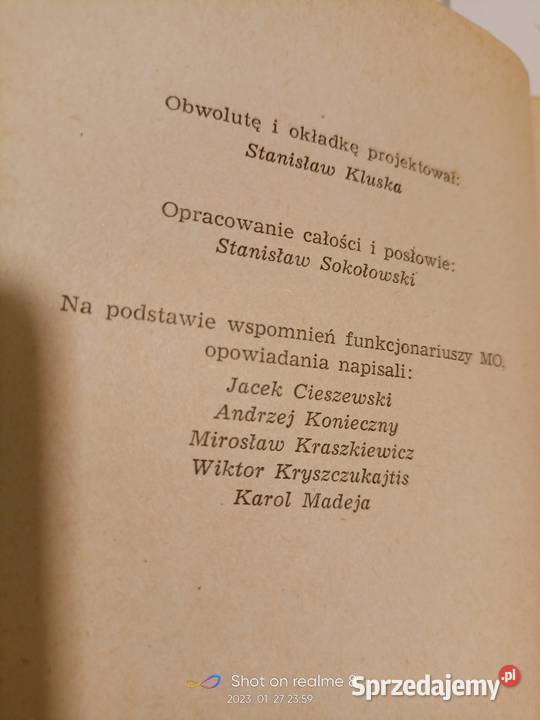 Obwolutę i okładkę projektował:
Stanisław Kluska
Opracowanie całości i posłowie:
Stanisław Sokołowski
Na podstawie wspomnień funkcjonariuszy MO,
opowiadania napisali:
Jacek Cieszewski
Andrzej Konieczny
Mirosław Kraszkiewicz
Wiktor Kryszczukajtis
Karol Madeja
Shot on realme 8
2023/01/27 23:59
Sprzedajemy.pl